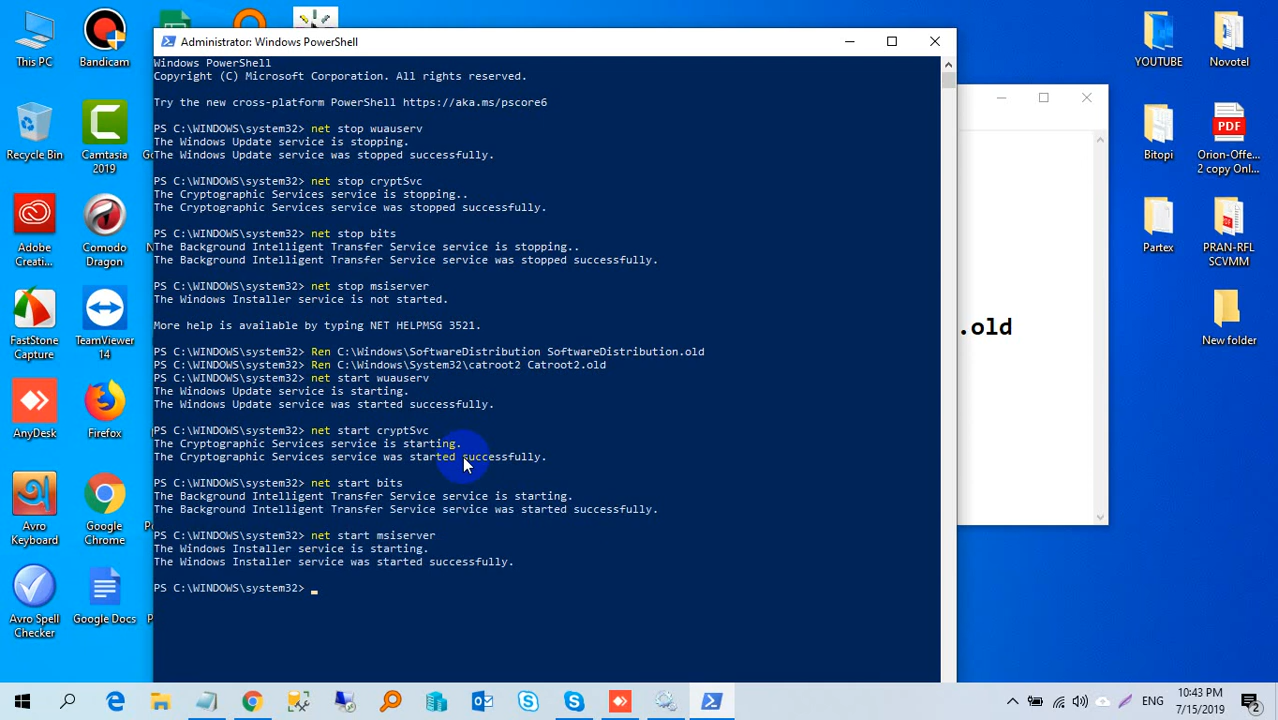 This PC
Bandicam
Recycle Bin
Camtasia
2019
Adobe
Creati...
Comodo
Dragon
FastStone
Capture
TeamViewer
14
AnyDesk
Firefox
Avro
Keyboard
Google
Chrome
Avro Spell
Checker
Google Docs
Administrator: Windows PowerShell
Windows PowerShell
Copyright (C) Microsoft Corporation. All rights reserved.
Try the new cross-platform PowerShell https://aka.ms/pscore6
PS C:\WINDOWS\system32> net stop wuauserv
The Windows Update service is stopping.
The Windows Update service was stopped successfully.
PS C:\WINDOWS\system32> net stop cryptSvc
The Cryptographic Services service is stopping..
The Cryptographic Services service was stopped successfully.
PS C:\WINDOWS\system32> net stop bits
The Background Intelligent Transfer Service service is stopping..
The Background Intelligent Transfer Service service was stopped successfully.
PS C:\WINDOWS\system32> net stop msiserver
The Windows Installer service is not started.
More help is available by typing NET HELPMSG 3521.
PS C:\WINDOWS\system32> Ren C:\Windows\SoftwareDistribution SoftwareDistribution.old
PS C:\WINDOWS\system32> Ren C:\Windows\System32\catroot2 Catroot2.old
PS C:\WINDOWS\system32> net start wuauserv
The Windows Update service is starting.
The Windows Update service was started successfully.
PS C:\WINDOWS\system32> net start cryptSvc
The Cryptographic Services service is starting.
The Cryptographic Services service was started successfully.
PS C:\WINDOWS\system32> net start bits
The Background Intelligent Transfer Service service is starting.
The Background Intelligent Transfer Service service was started successfully.
PS C:\WINDOWS\system32> net start msiserver
The Windows Installer service is starting.
The Windows Installer service was started successfully.
PS C:\WINDOWS\system32>
.old
YOUTUBE
Novotel
Bitopi
PDF
Orion-Offe...
2 copy Onl...
Partex
PRAN-RFL
SCVMM
New folder
ENG
10:43 PM
7/15/2019
2